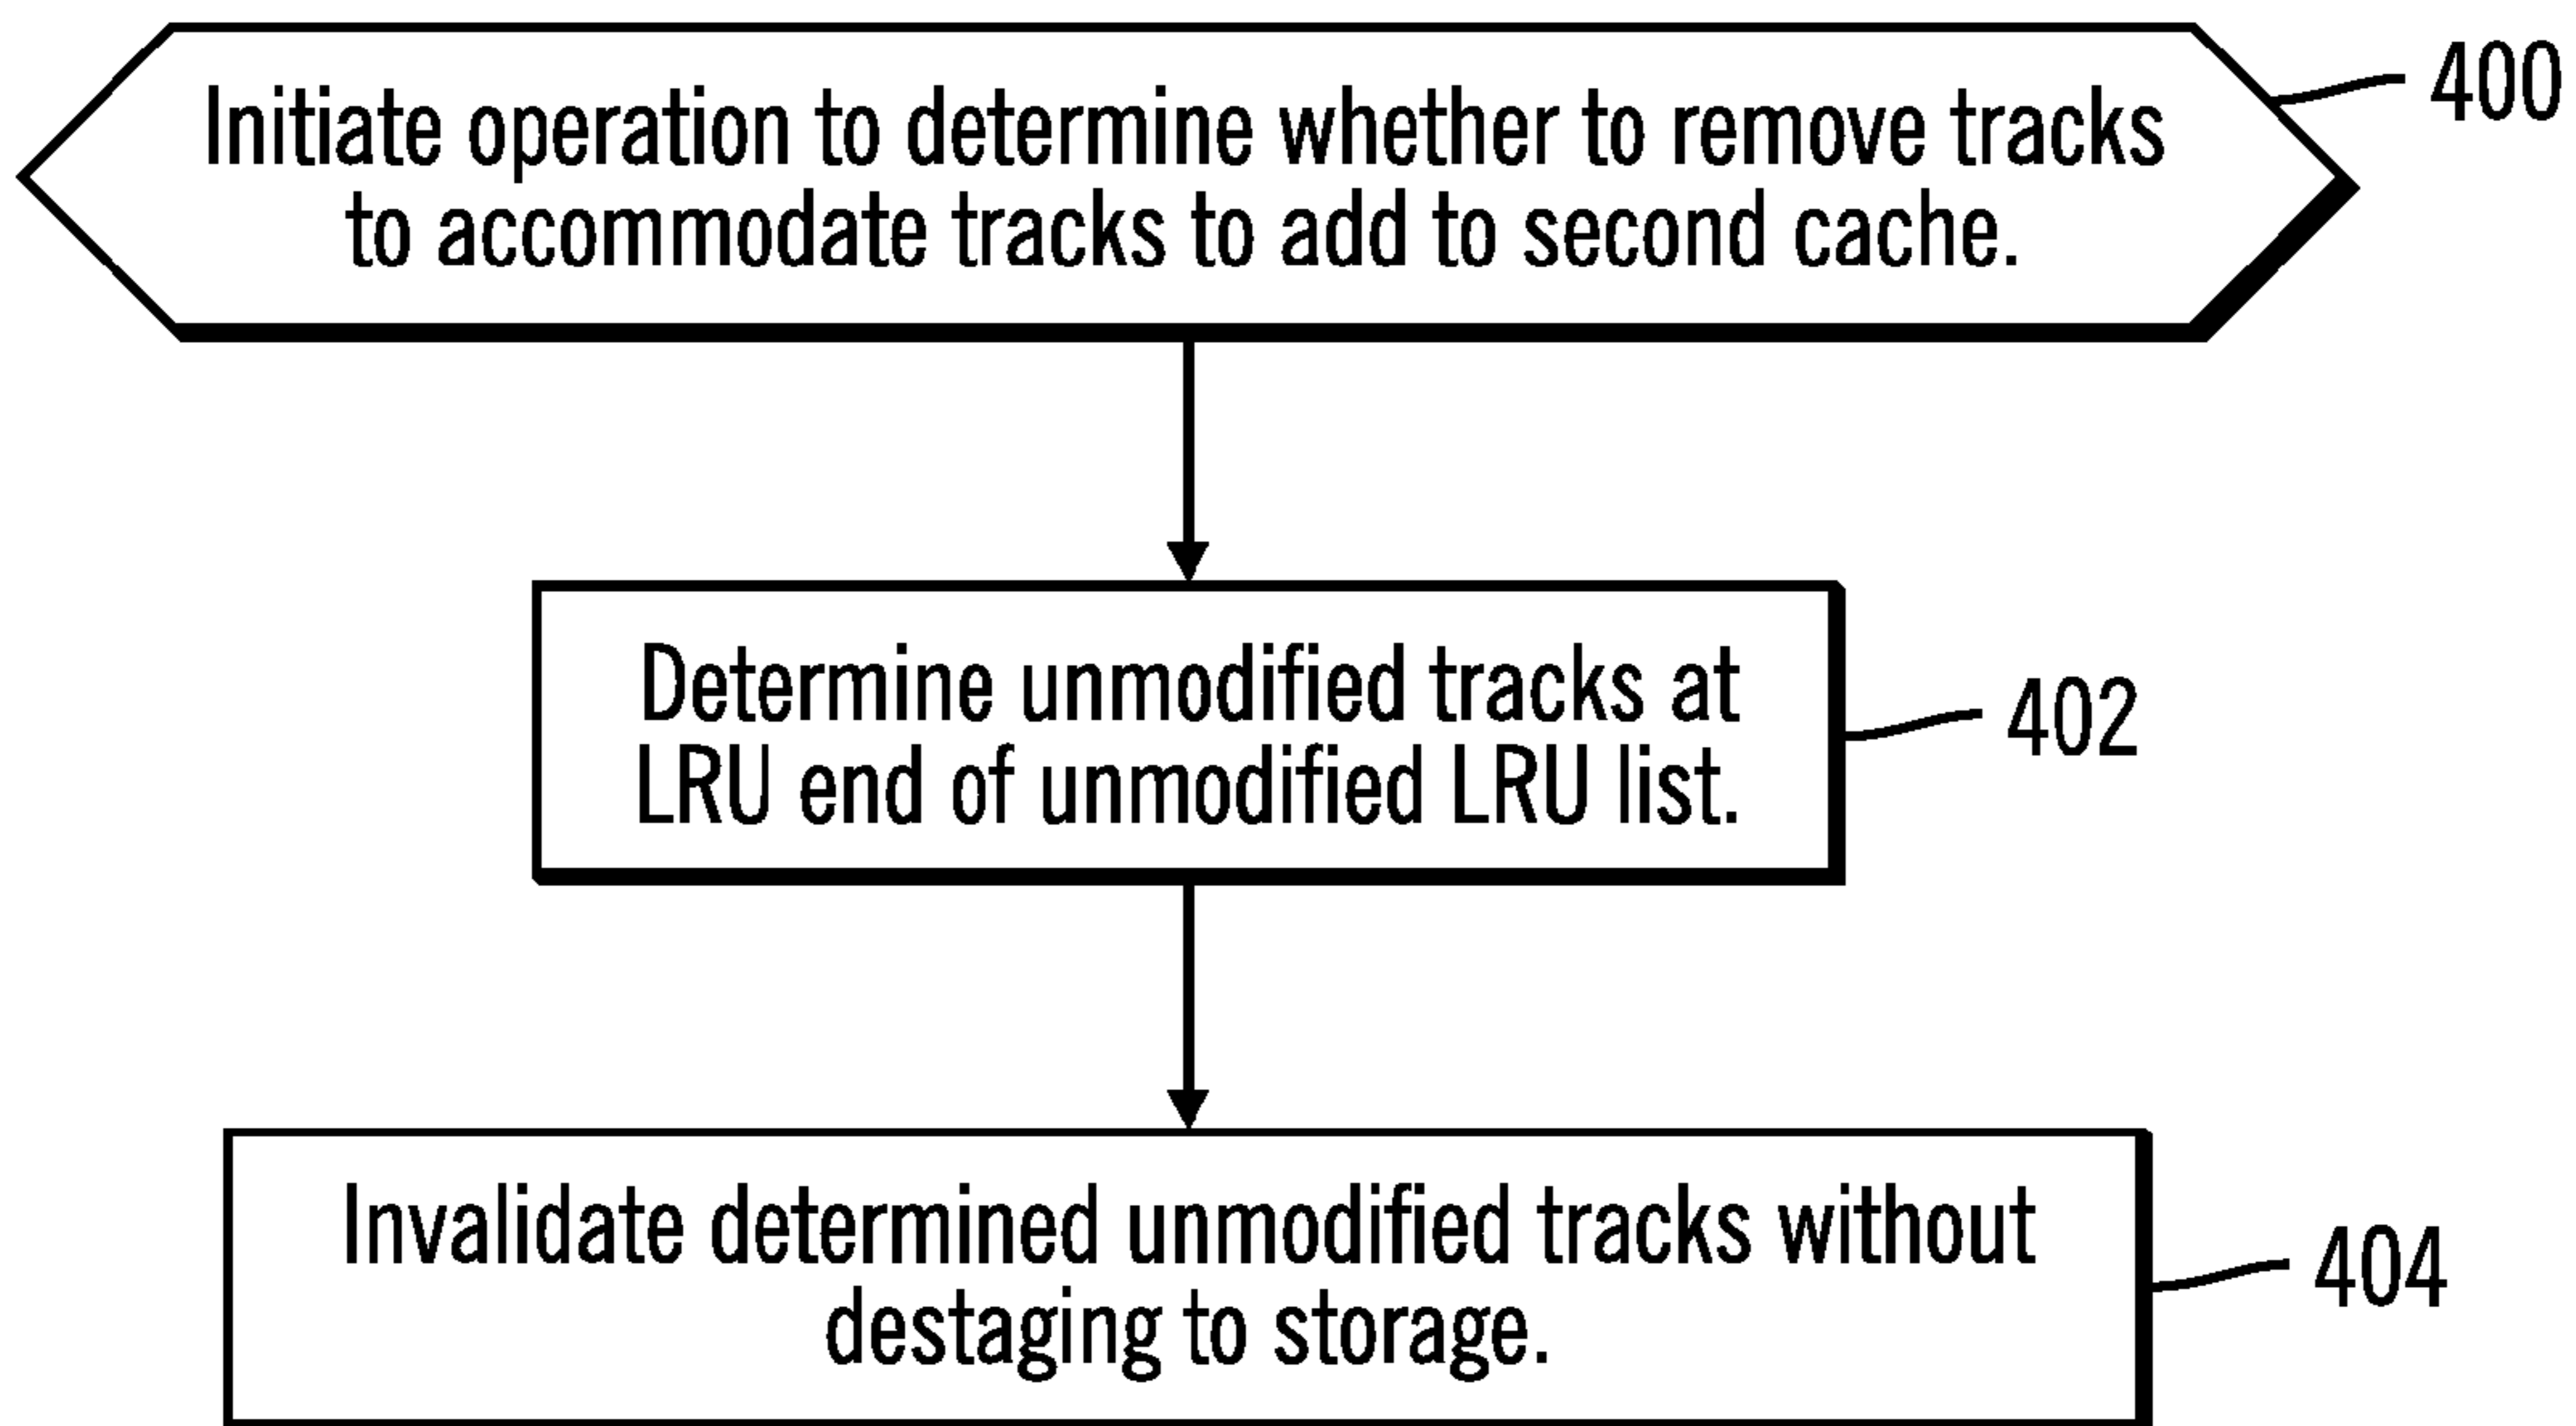 Initiate operation to determine whether to remove tracks
to accommodate tracks to add to second cache.
400
Determine unmodified tracks at
LRU end of unmodified LRU list.
402
Invalidate determined unmodified tracks without
destaging to storage.
404